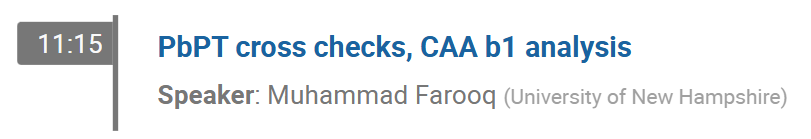 11:15
PbPT cross checks, CAA b1 analysis
Speaker: Muhammad Farooq (University of New Hampshire)